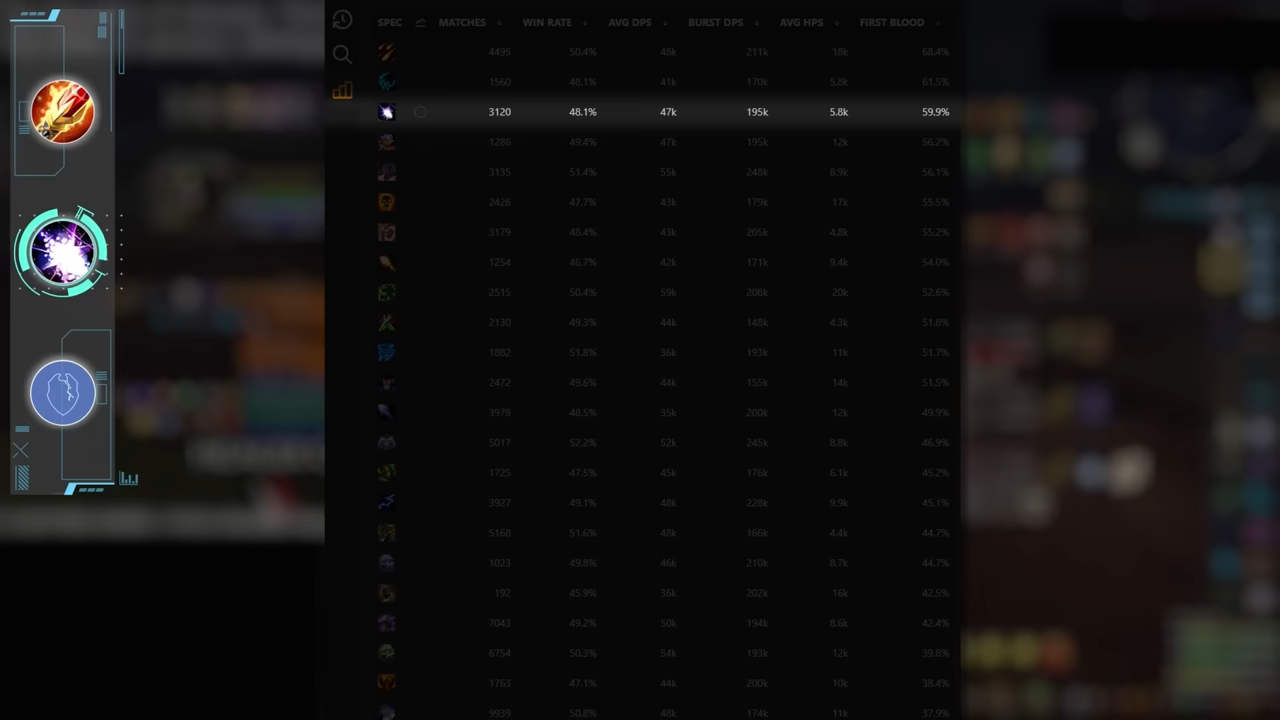 SPEC MATCHES WIN RATE AVG DPS BURST DPS AVG HPS FIRST BLOOD
4495 50.4% 48k 211k 18k 68.4%
1560 48.1% 41k 170k 5.8k 61.5%
3120 48.1% 47k 195k 5.8k 59.9%
1286 49.4% 47k 195k 12k 56.2%
3135 51.4% 55k 248k 8.9k 56.1%
2426 47.7% 43k 179k 17k 55.5%
3179 48.4% 43k 205k 4.8k 55.2%
1254 46.7% 42k 171k 9.4k 54.0%
2515 50.4% 59k 208k 20k 52.6%
2130 49.3% 44k 148k 4.3k 51.8%
1882 51.8% 36k 193k 11k 51.7%
2472 49.6% 44k 155k 14k 51.5%
3978 48.5% 35k 200k 12k 49.9%
5017 52.2% 52k 245k 8.8k 46.9%
1725 47.5% 45k 176k 6.1k 45.2%
3927 49.1% 48k 228k 9.9k 45.1%
5168 51.6% 48k 166k 4.4k 44.7%
1023 49.8% 46k 210k 8.7k 44.7%
192 45.9% 36k 202k 16k 42.5%
7043 49.2% 50k 194k 8.6k 42.4%
6754 50.3% 54k 193k 12k 39.8%
1763 47.1% 44k 200k 10k 38.4%
9939 50.8% 48k 174k 11k 37.9%